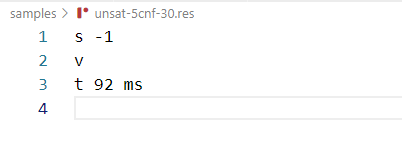 samples > unsat-5cnf-30.res
1 s -1
2 v
3 t 92 ms
4